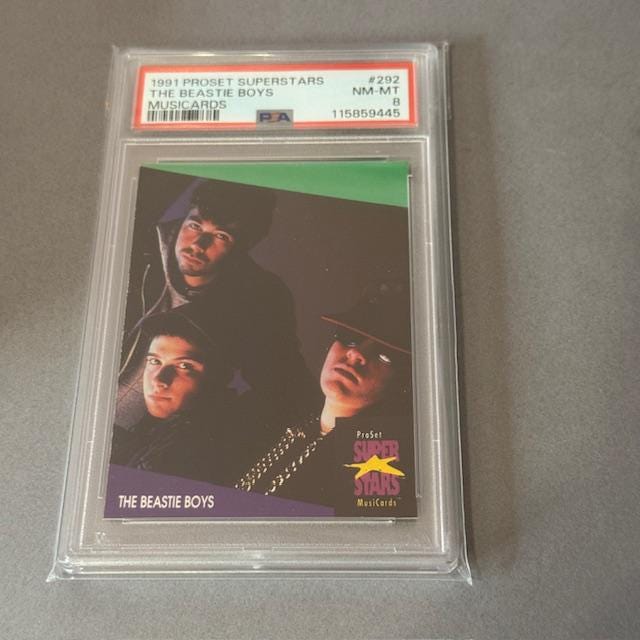 1991 PROSET SUPERSTARS #292
THE BEASTIE BOYS NM-MT
MUSICARDS 8
PSA 115859445
ProSet
SUPER
STARS
MusiCards™
THE BEASTIE BOYS